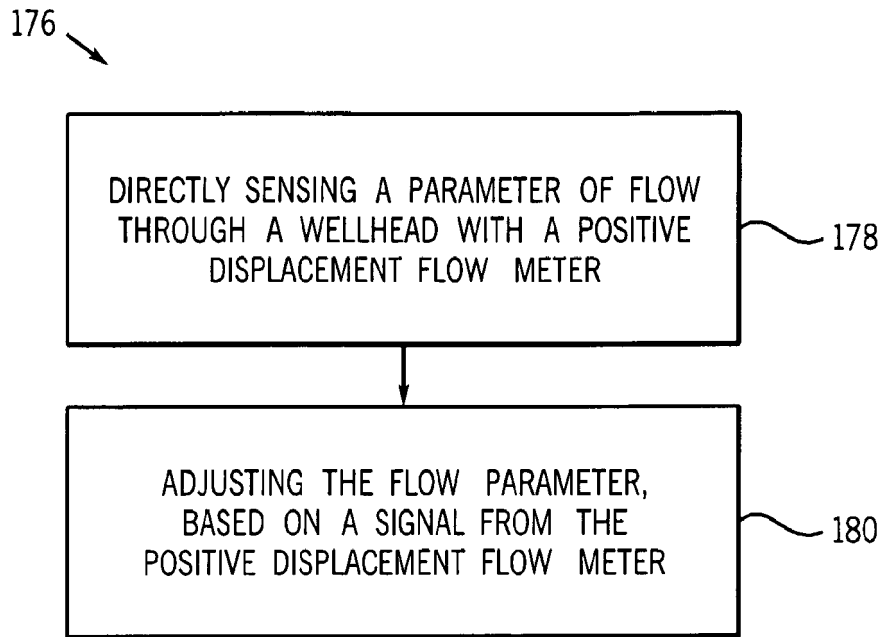 176
DIRECTLY SENSING A PARAMETER OF FLOW
THROUGH A WELLHEAD WITH A POSITIVE
DISPLACEMENT FLOW METER
178
ADJUSTING THE FLOW PARAMETER,
BASED ON A SIGNAL FROM THE
POSITIVE DISPLACEMENT FLOW METER
180